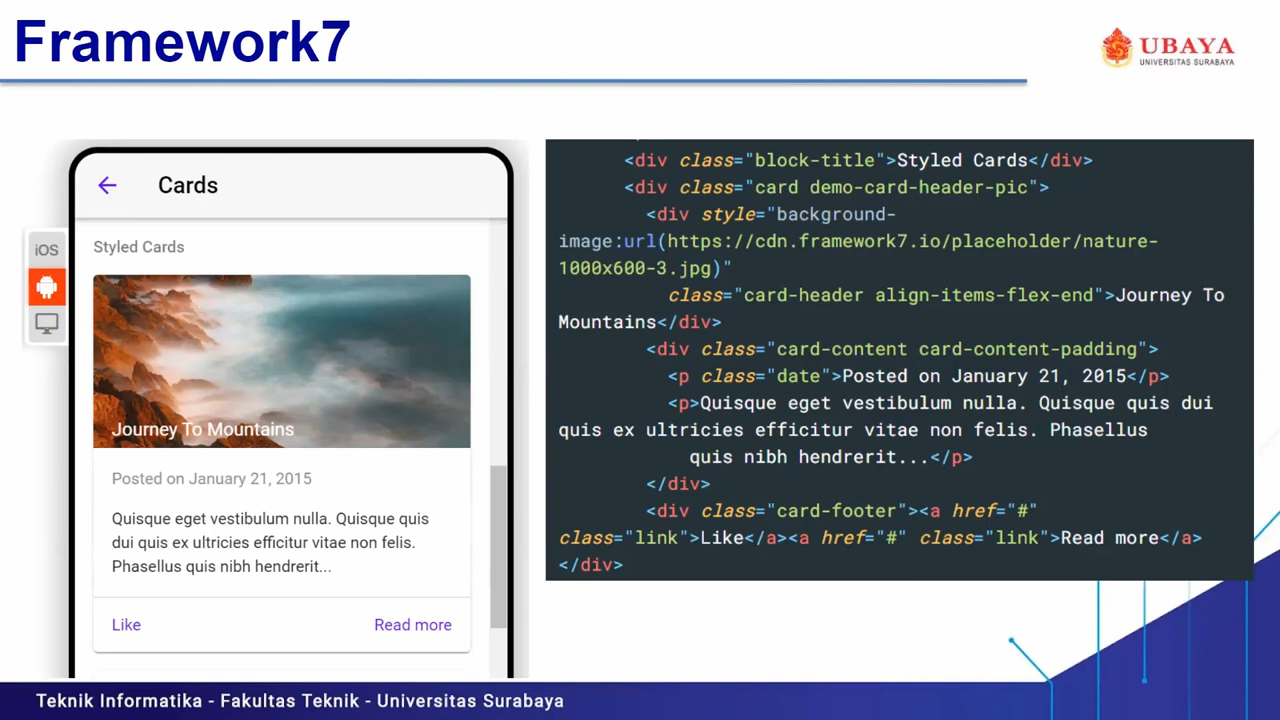 Framework7
UBAYA
UNIVERSITAS SURABAYA
Cards
iOS
Styled Cards
Journey To Mountains
Posted on January 21, 2015
Quisque eget vestibulum nulla. Quisque quis
dui quis ex ultricies efficitur vitae non felis.
Phasellus quis nibh hendrerit...
Like
Read more
<div class="block-title">Styled Cards</div>
<div class="card demo-card-header-pic">
<div style="background-
image:url(https://cdn.framework7.io/placeholder/nature-
1000x600-3.jpg)"
class="card-header align-items-flex-end">Journey To
Mountains</div>
<div class="card-content card-content-padding">
<p class="date">Posted on January 21, 2015</p>
<p>Quisque eget vestibulum nulla. Quisque quis dui
quis ex ultricies efficitur vitae non felis. Phasellus
quis nibh hendrerit...</p>
</div>
<div class="card-footer"><a href="#"
class="link">Like</a><a href="#" class="link">Read more</a>
</div>
Teknik Informatika - Fakultas Teknik - Universitas Surabaya